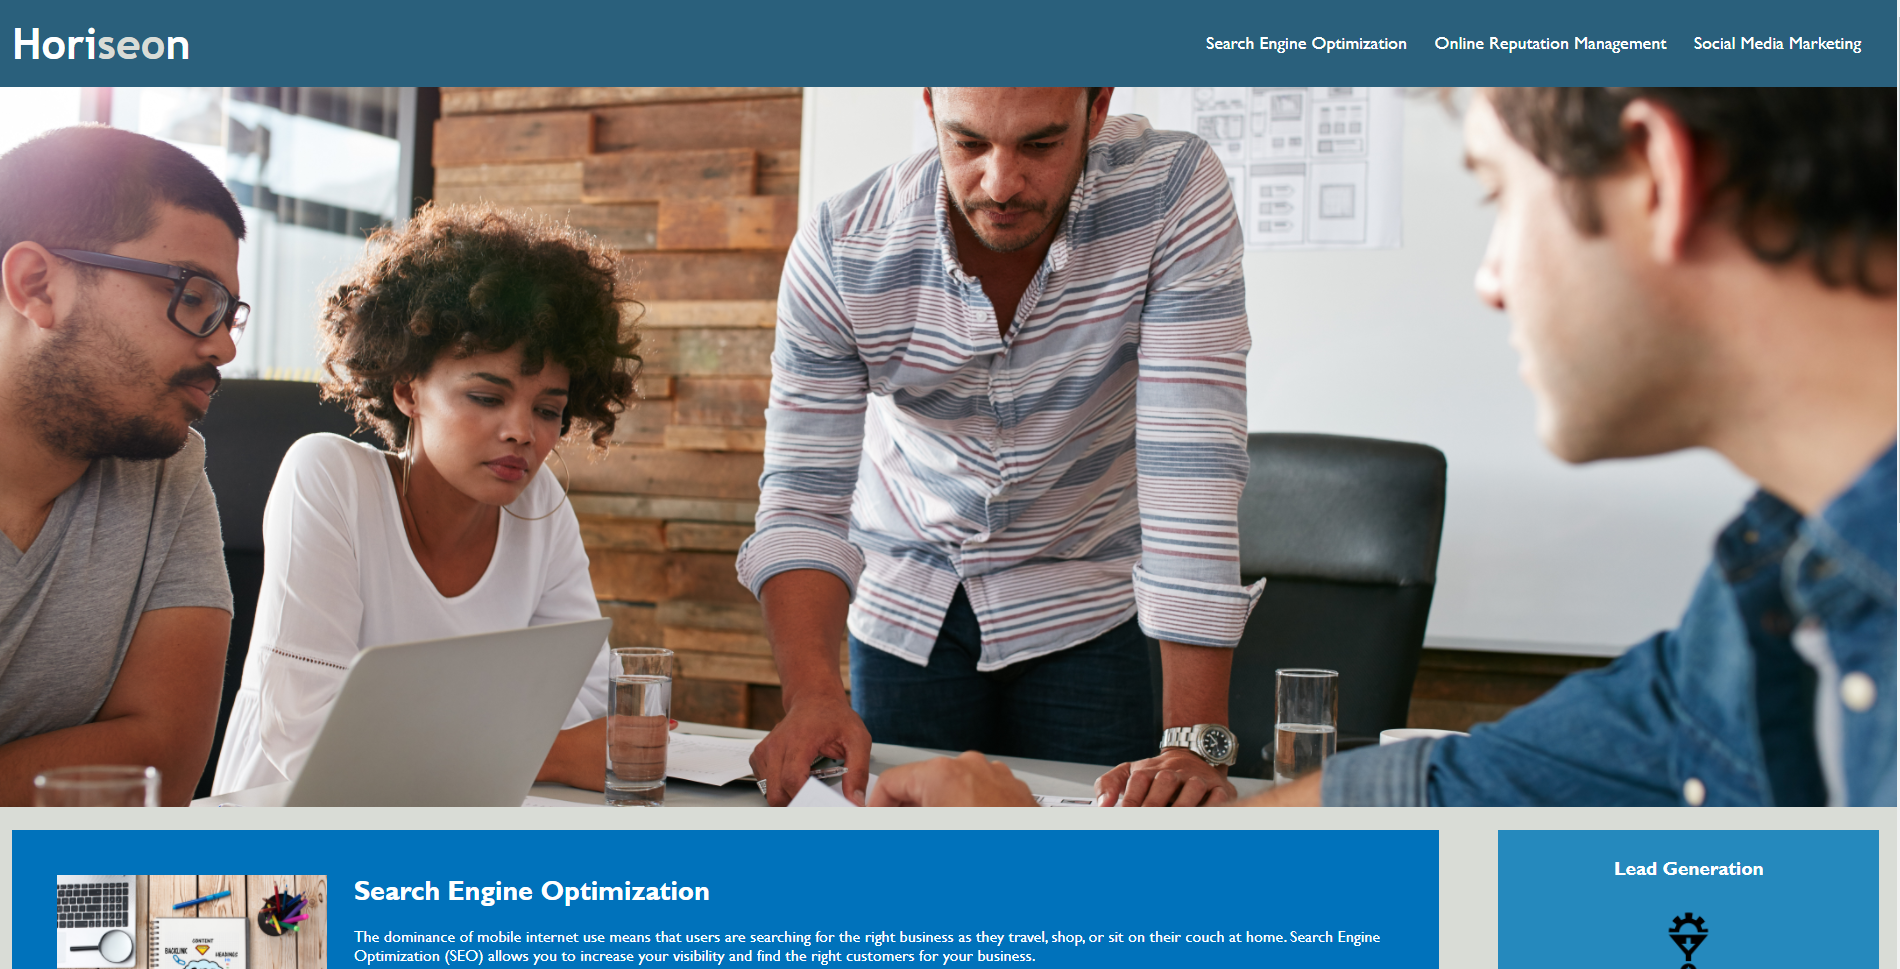 Horiseon
Search Engine Optimization
Online Reputation Management
Social Media Marketing
Search Engine Optimization
The dominance of mobile internet use means that users are searching for the right business as they travel, shop, or sit on their couch at home. Search Engine
Optimization (SEO) allows you to increase your visibility and find the right customers for your business.
CONTENT
BACKLINK
HEADINGS
Lead Generation